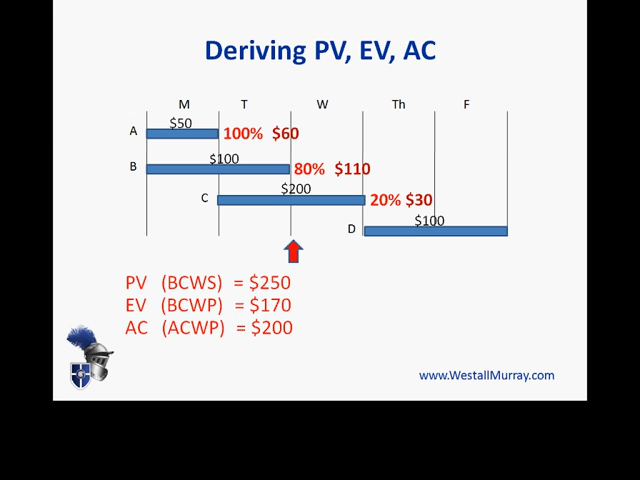 Deriving PV, EV, AC
M T W Th F
$50
A 100% $60
$100
B 80% $110
$200
C 20% $30
$100
D
PV (BCWS) = $250
EV (BCWP) = $170
AC (ACWP) = $200
www.WestallMurray.com